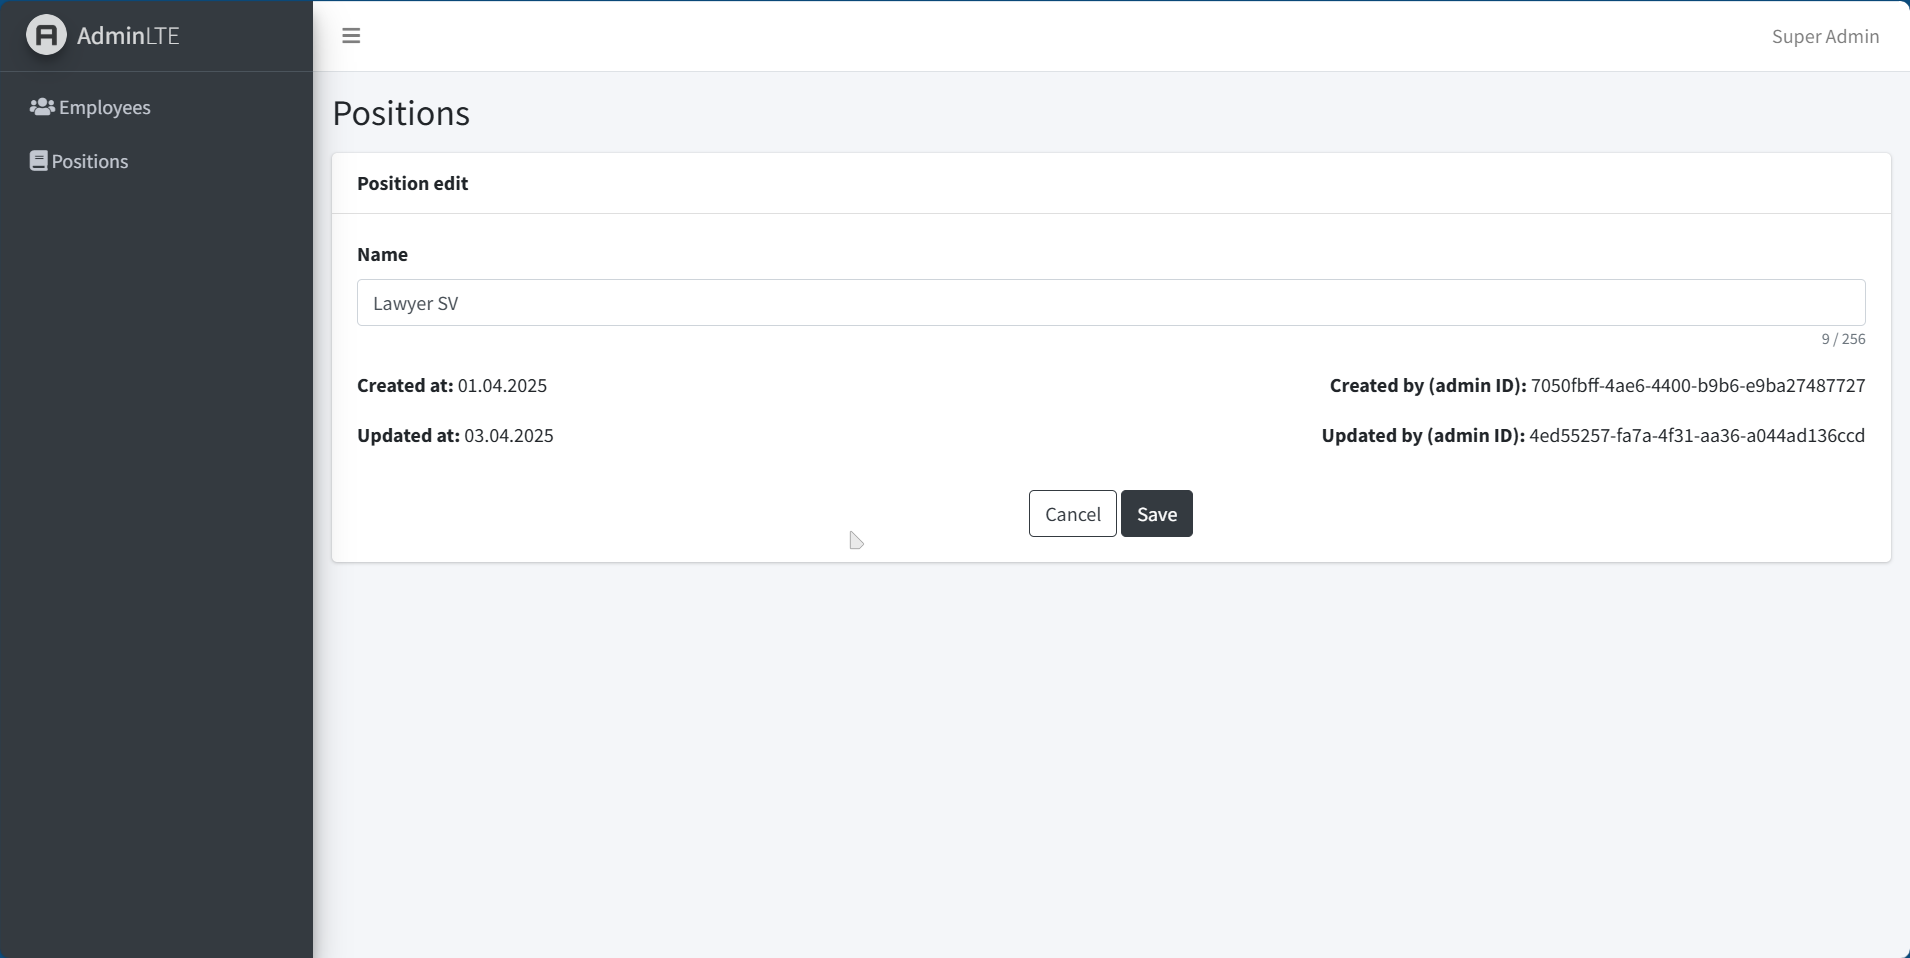 AdminLTE
Super Admin
Employees
Positions
Positions
Position edit
Name
Lawyer SV
9 / 256
Created at: 01.04.2025
Created by (admin ID): 7050fbff-4ae6-4400-b9b6-e9ba27487727
Updated at: 03.04.2025
Updated by (admin ID): 4ed55257-fa7a-4f31-aa36-a044ad136ccd
Cancel
Save